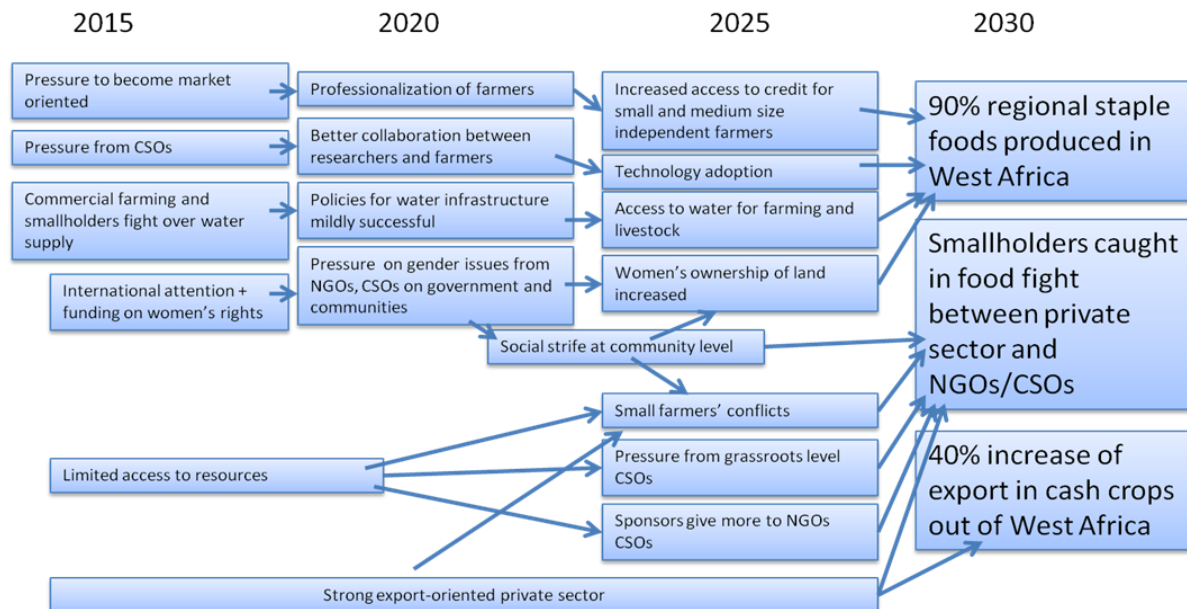 2015
2020
2025
2030
Pressure to become market
oriented
Professionalization of farmers
Increased access to credit for
small and medium size
independent farmers
90% regional staple
foods produced in
West Africa
Pressure from CSOs
Better collaboration between
researchers and farmers
Technology adoption
Commercial farming and
smallholders fight over water
supply
Policies for water infrastructure
mildly successful
Access to water for farming and
livestock
International attention +
funding on women's rights
Pressure on gender issues from
NGOs, CSOs on government and
communities
Women's ownership of land
increased
Smallholders caught
in food fight
between private
sector and
NGOs/CSOs
Social strife at community level
Small farmers' conflicts
Limited access to resources
Pressure from grassroots level
CSOs
40% increase of
export in cash crops
out of West Africa
Sponsors give more to NGOs
CSOs
Strong export-oriented private sector